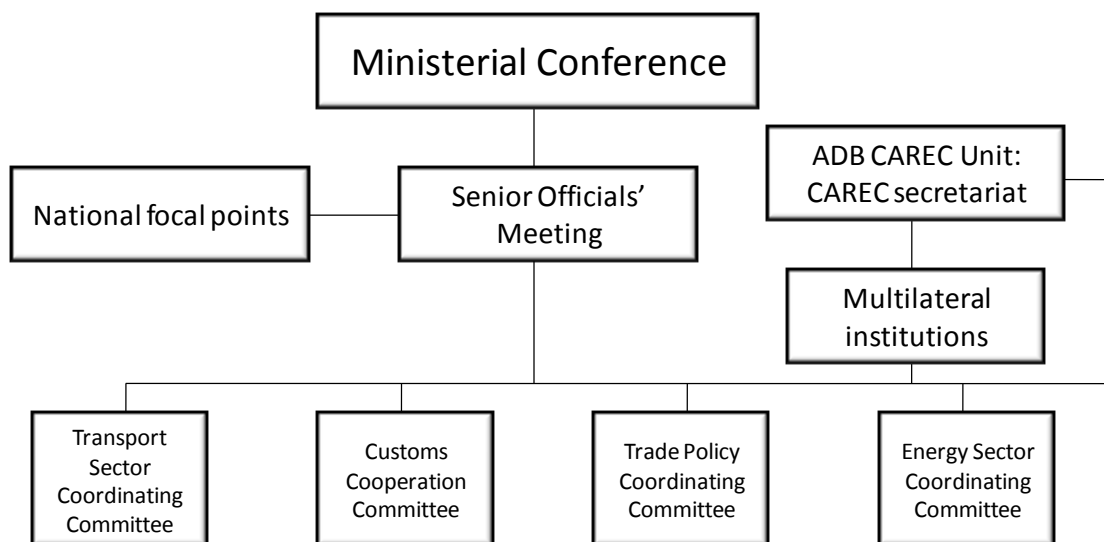 Ministerial Conference
ADB CAREC Unit:
CAREC secretariat
National focal points
Senior Officials’
Meeting
Multilateral
institutions
Transport
Sector
Coordinating
Committee
Customs
Cooperation
Committee
Trade Policy
Coordinating
Committee
Energy Sector
Coordinating
Committee